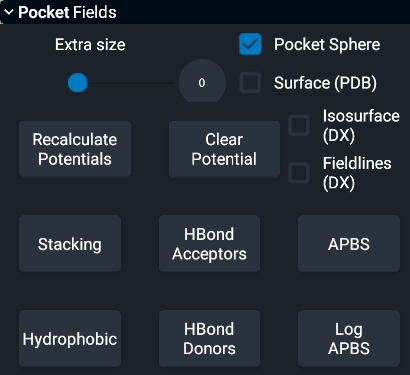 Pocket Fields
Extra size
Pocket Sphere
0
Surface (PDB)
Isosurface
(DX)
Recalculate
Potentials
Clear
Potential
Fieldlines
(DX)
Stacking
HBond
Acceptors
APBS
Hydrophobic
HBond
Donors
Log
APBS